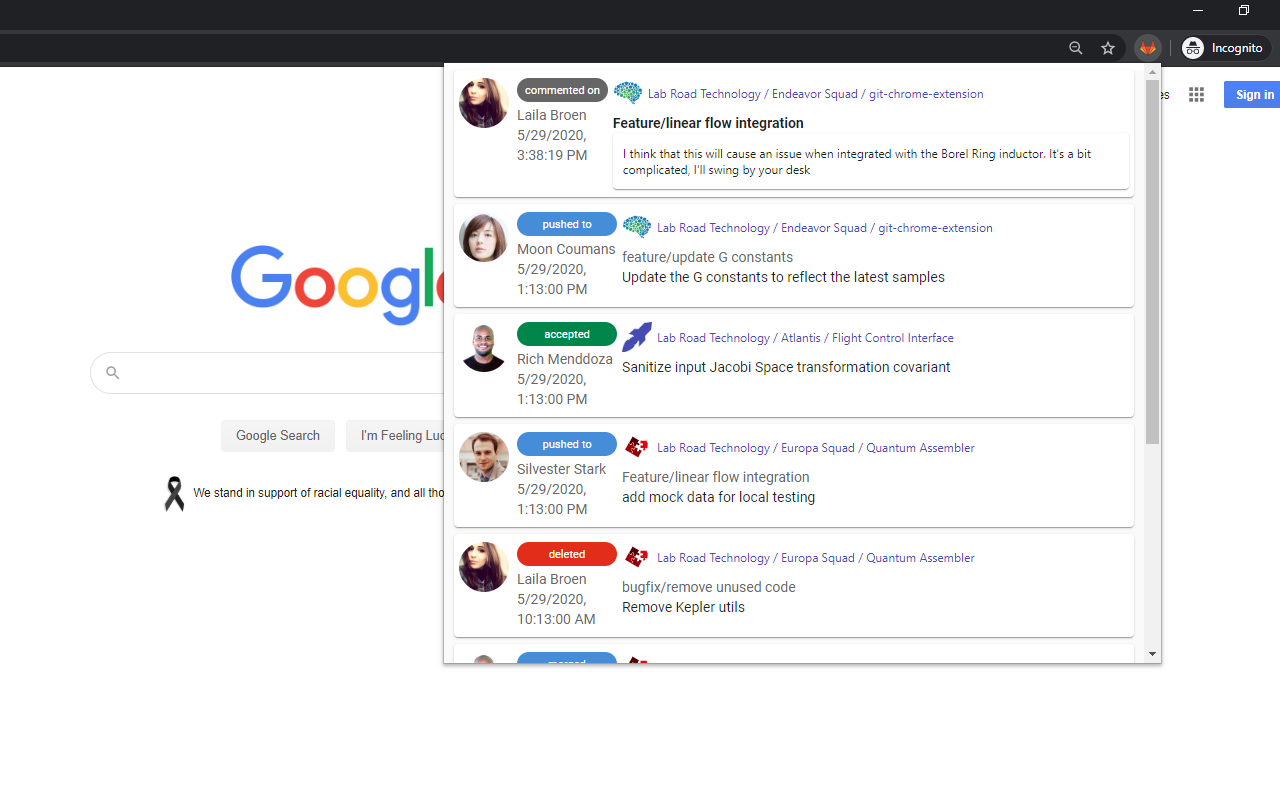 Incognito
es
Sign in
commented on
Lab Road Technology / Endeavor Squad / git-chrome-extension
Laila Broen
5/29/2020,
3:38:19 PM
Feature/linear flow integration
I think that this will cause an issue when integrated with the Borel Ring inductor. It's a bit
complicated, I'll swing by your desk
pushed to
Lab Road Technology / Endeavor Squad / git-chrome-extension
Moon Coumans
5/29/2020,
1:13:00 PM
feature/update G constants
Update the G constants to reflect the latest samples
accepted
Lab Road Technology / Atlantis / Flight Control Interface
Rich Menddoza
5/29/2020,
1:13:00 PM
Sanitize input Jacobi Space transformation covariant
pushed to
Lab Road Technology / Europa Squad / Quantum Assembler
Silvester Stark
5/29/2020,
1:13:00 PM
Feature/linear flow integration
add mock data for local testing
deleted
Lab Road Technology / Europa Squad / Quantum Assembler
Laila Broen
5/29/2020,
10:13:00 AM
bugfix/remove unused code
Remove Kepler utils
Google
Google Search
I'm Feeling Luc
We stand in support of racial equality, and all tho